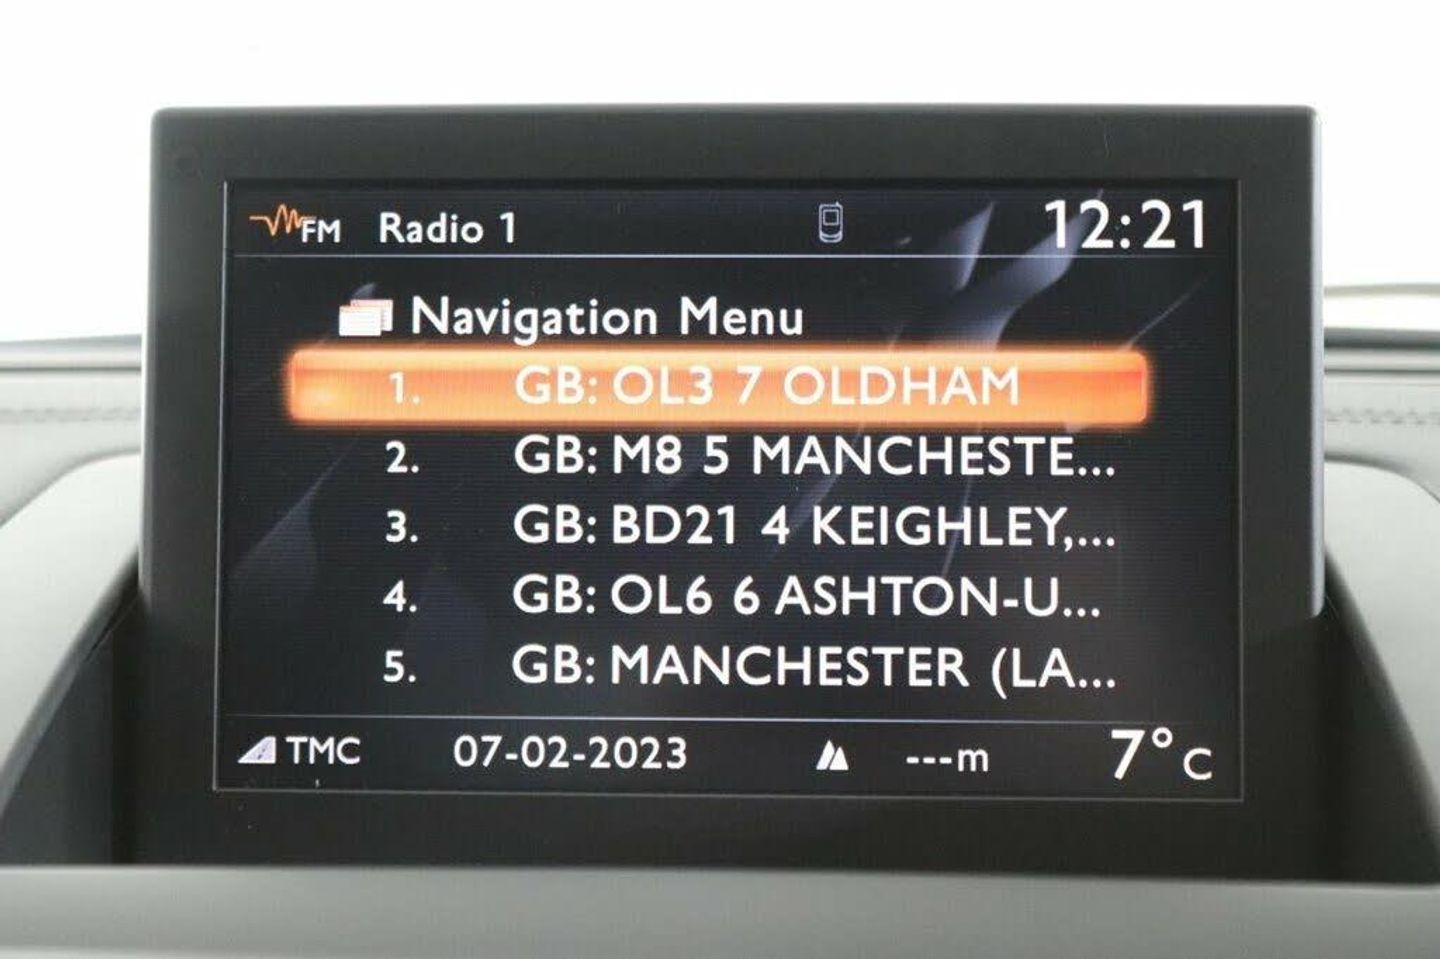 FM Radio 1 12:21
Navigation Menu
1. GB: OL3 7 OLDHAM
2. GB: M8 5 MANCHESTE...
3. GB: BD21 4 KEIGHLEY,...
4. GB: OL6 6 ASHTON-U...
5. GB: MANCHESTER (LA...
TMC 07-02-2023 ---m 7°C